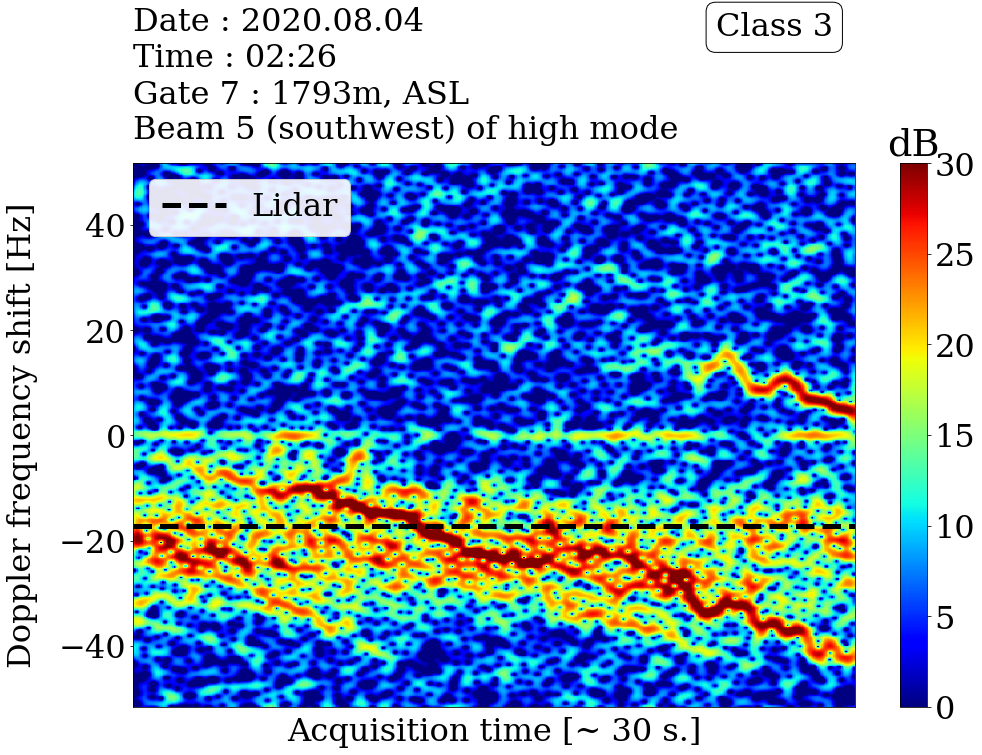 Date : 2020.08.04
Time : 02:26
Gate 7 : 1793m, ASL
Beam 5 (southwest) of high mode
Class 3
dB
Lidar
Doppler frequency shift [Hz]
40
20
0
−20
−40
30
25
20
15
10
5
0
Acquisition time [~ 30 s.]